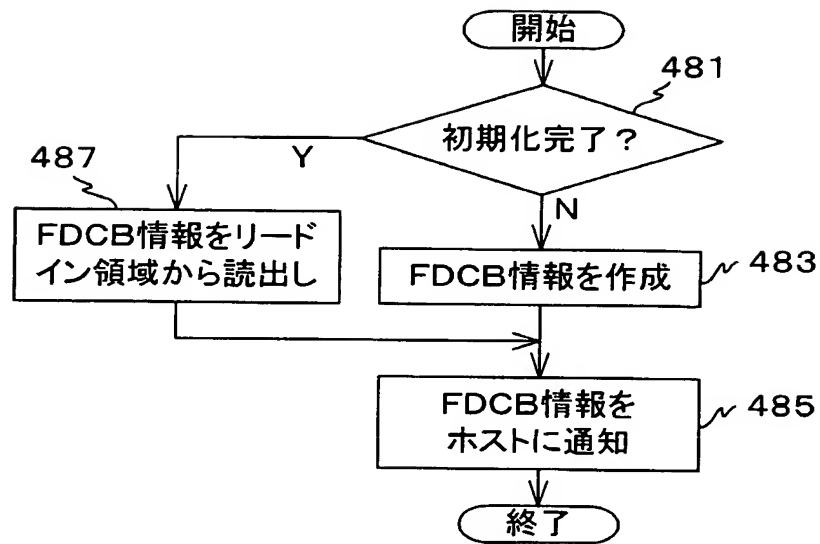 開始
481
初期化完了?
Y
487
N
FDCB情報をリード
イン領域から読出し
FDCB情報を作成
483
FDCB情報を
ホストに通知
485
終了